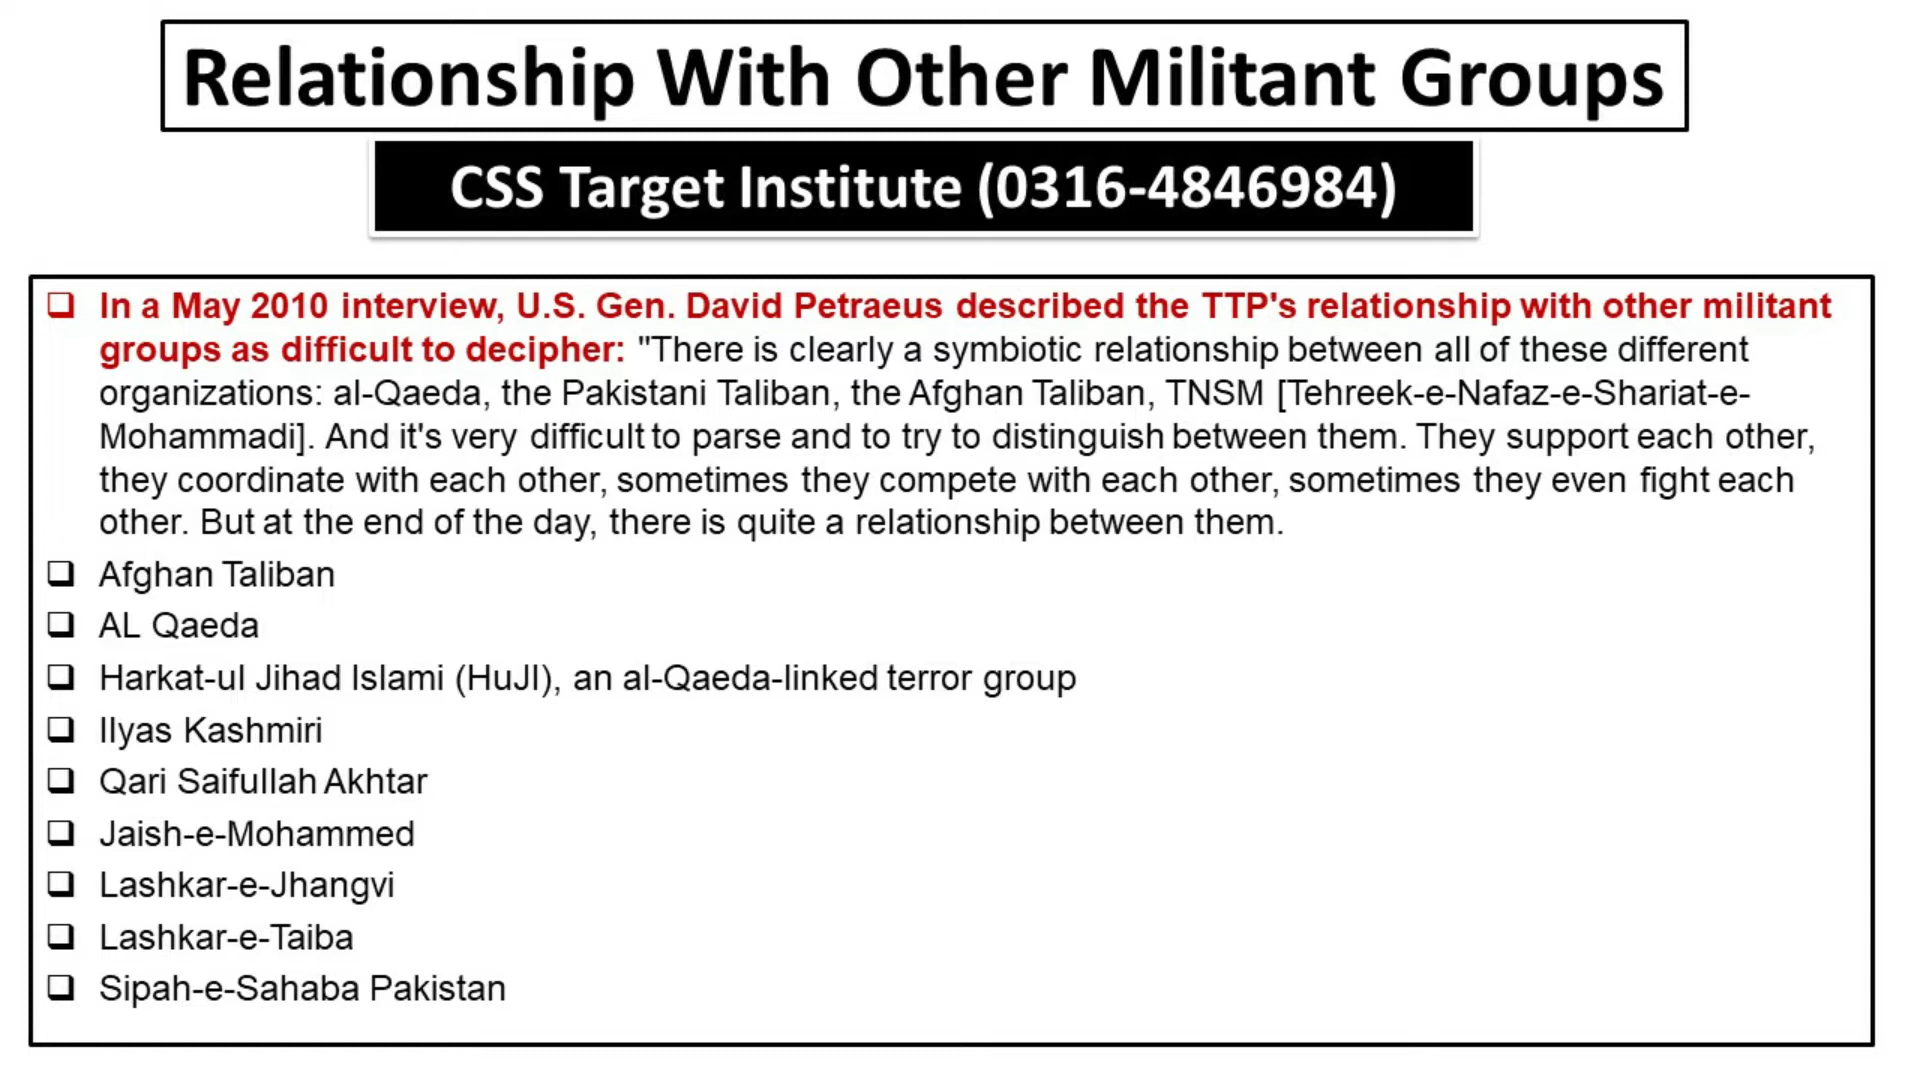 Relationship With Other Militant Groups
CSS Target Institute (0316-4846984)
In a May 2010 interview, U.S. Gen. David Petraeus described the TTP's relationship with other militant
groups as difficult to decipher: "There is clearly a symbiotic relationship between all of these different
organizations: al-Qaeda, the Pakistani Taliban, the Afghan Taliban, TNSM [Tehreek-e-Nafaz-e-Shariat-e-
Mohammadi]. And it's very difficult to parse and to try to distinguish between them. They support each other,
they coordinate with each other, sometimes they compete with each other, sometimes they even fight each
other. But at the end of the day, there is quite a relationship between them.
Afghan Taliban
AL Qaeda
Harkat-ul Jihad Islami (HuJI), an al-Qaeda-linked terror group
Ilyas Kashmiri
Qari Saifullah Akhtar
Jaish-e-Mohammed
Lashkar-e-Jhangvi
Lashkar-e-Taiba
Sipah-e-Sahaba Pakistan